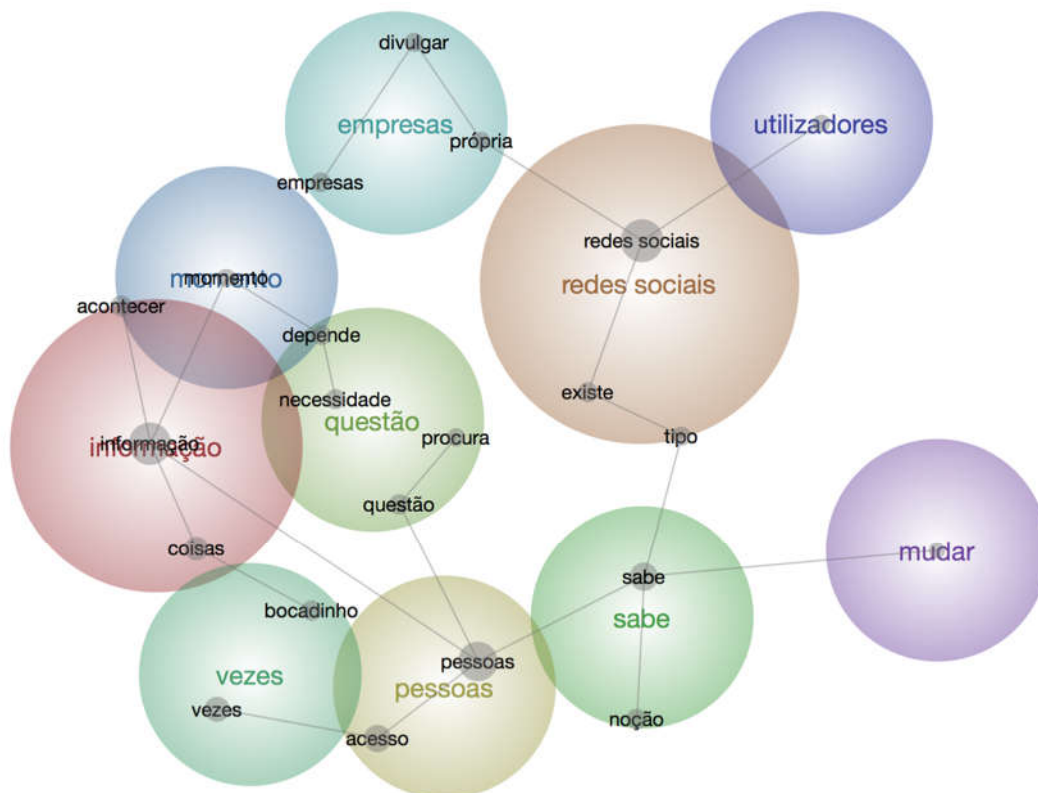 divulgar
empresas
utilizadores
própria
empresas
redes sociais
redes sociais
momento
momento
acontecer
depende
necessidade
questão
procura
existe
tipo
informação
informação
questão
coisas
mudar
sabe
sabe
bocadinho
pessoas
pessoas
vezes
vezes
acesso
noção